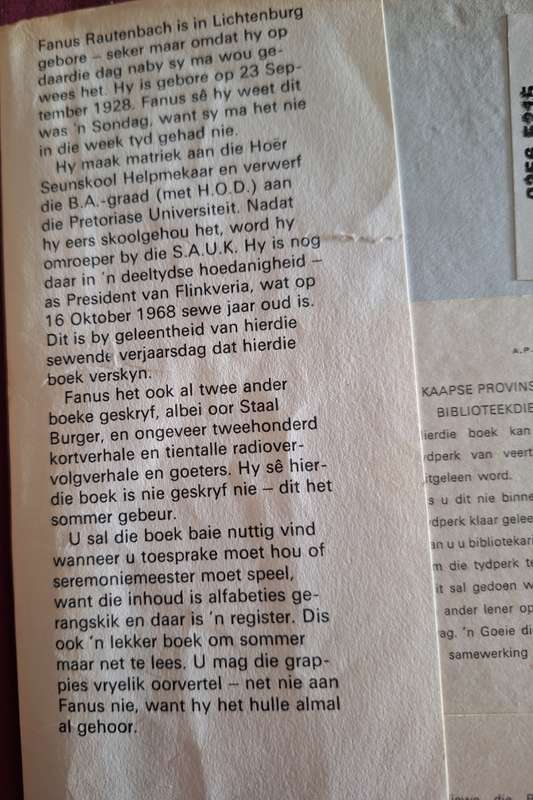 Fanus Rautenbach is in Lichtenburg
gebore – seker maar omdat hy op
daardie dag naby sy ma wou ge-
wees het. Hy is gebore op 23 Sep-
tember 1928. Fanus sê hy weet dit
was 'n Sondag, want sy ma het nie
in die week tyd gehad nie.
Hy maak matriek aan die Hoër
Seunskool Helpmekaar en verwerf
die B.A.-graad (met H.O.D.) aan
die Pretoriase Universiteit. Nadat
hy eers skoolgehou het, word hy
omroeper by die S.A.U.K. Hy is nog
daar in 'n deeltydse hoedanigheid –
as President van Flinkveria, wat op
16 Oktober 1968 sewe jaar oud is.
Dit is by geleentheid van hierdie
sewende verjaarsdag dat hierdie
boek verskyn.
Fanus het ook al twee ander
boeke geskryf, albei oor Staal
Burger, en ongeveer tweehonderd
kortverhale en tientalle radiover-
volgverhale en goeters. Hy sê hier-
die boek is nie geskryf nie – dit het
sommer gebeur.
U sal die boek baie nuttig vind
wanneer u toesprake moet hou of
seremoniemeester moet speel,
want die inhoud is alfabeties ge-
rangskik en daar is 'n register. Dis
ook 'n lekker boek om sommer
maar net te lees. U mag die grap-
pies vryelik oorvertel – net nie aan
Fanus nie, want hy het hulle almal
al gehoor.
A.P.
KAAPSE PROVINS
BIBLIOTEEKDIE
ierdie boek kan
dperk van veert
itgeleen word.
s u dit nie binne
dperk klaar gelee
an u u bibliotekari
m die tydperk te
it sal gedoen w
ander lener op
ag. 'n Goeie di
samewerking